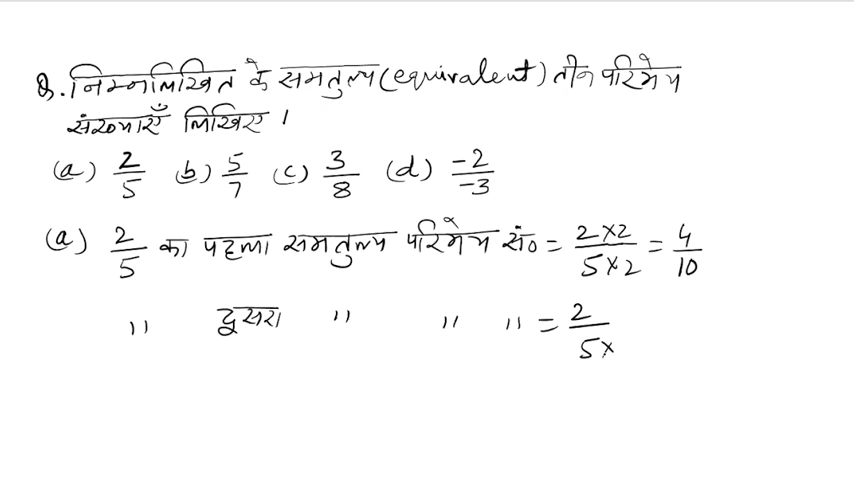 Q. निम्नलिखित के समतुल्य (equivalent) तीन परिमेय
संख्याएँ लिखिए ।
(a) 2/5 (b) 5/7 (c) 3/8 (d) -2/-3
(a) 2/5 का पहला समतुल्य परिमेय सं० = 2×2/5×2 = 4/10
" दूसरा " " " = 2/5×